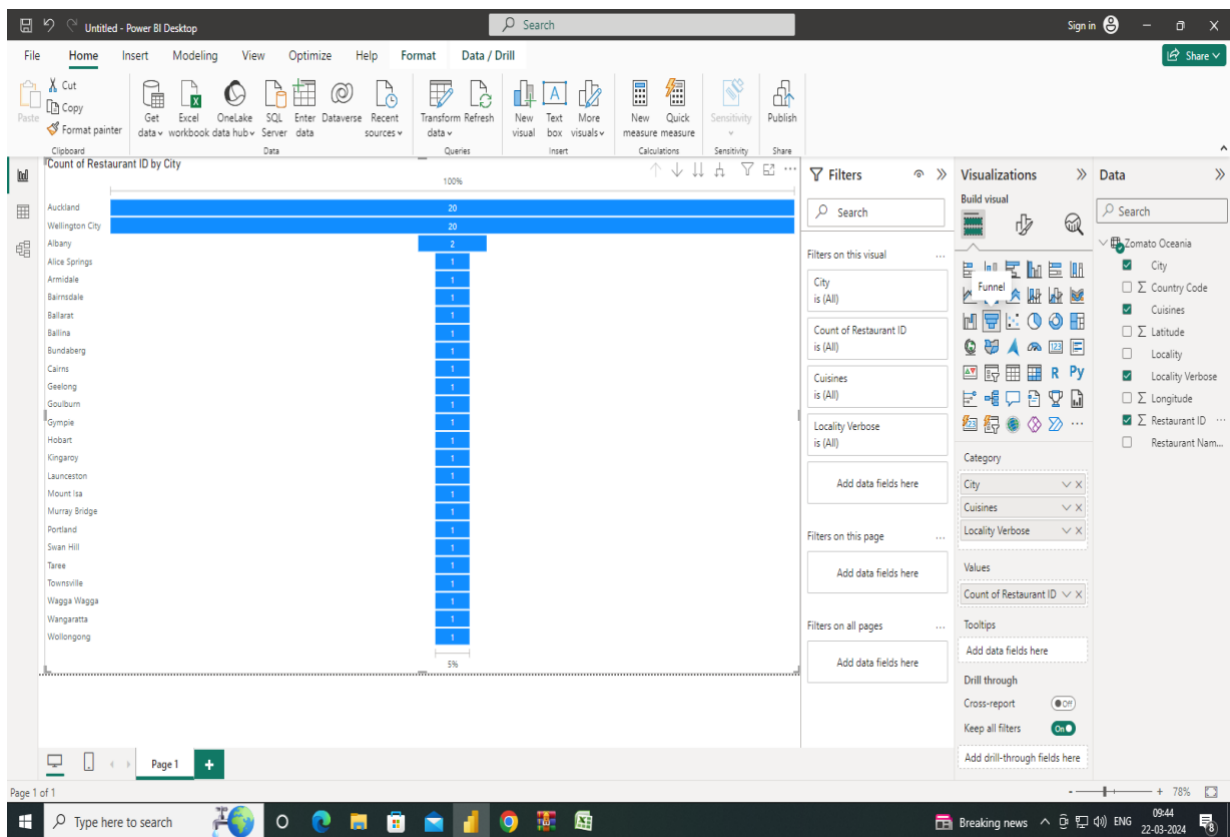 Untitled - Power BI Desktop
Search
Sign in
File Home Insert Modeling View Optimize Help Format Data / Drill
Share
Paste
Cut
Copy
Format painter
Clipboard
Get data
Excel workbook
OneLake data hub
SQL Server
Enter data
Dataverse
Recent sources
Data
Transform data
Refresh
Queries
New visual
Text box
More visuals
Insert
New measure
Quick measure
Calculations
Sensitivity
Sensitivity
Publish
Share
Count of Restaurant ID by City
100%
Auckland 20
Wellington City 20
Albany 2
Alice Springs 1
Armidale 1
Bairnsdale 1
Ballarat 1
Ballina 1
Bundaberg 1
Cairns 1
Geelong 1
Goulburn 1
Gympie 1
Hobart 1
Kingaroy 1
Launceston 1
Mount Isa 1
Murray Bridge 1
Portland 1
Swan Hill 1
Taree 1
Townsville 1
Wagga Wagga 1
Wangaratta 1
Wollongong 1
5%
Filters
Search
Filters on this visual
City
is (All)
Count of Restaurant ID
is (All)
Cuisines
is (All)
Locality Verbose
is (All)
Add data fields here
Filters on this page
Add data fields here
Filters on all pages
Add data fields here
Visualizations
Build visual
Funnel
123
R Py
Category
City
Cuisines
Locality Verbose
Values
Count of Restaurant ID
Tooltips
Add data fields here
Drill through
Cross-report
Off
Keep all filters
On
Add drill-through fields here
Data
Search
Zomato Oceania
City
Σ Country Code
Cuisines
Σ Latitude
Locality
Locality Verbose
Σ Longitude
Σ Restaurant ID ...
Restaurant Nam...
Page 1
Page 1 of 1
- + 78%
Type here to search
Breaking news
ENG
09:44
22-03-2024